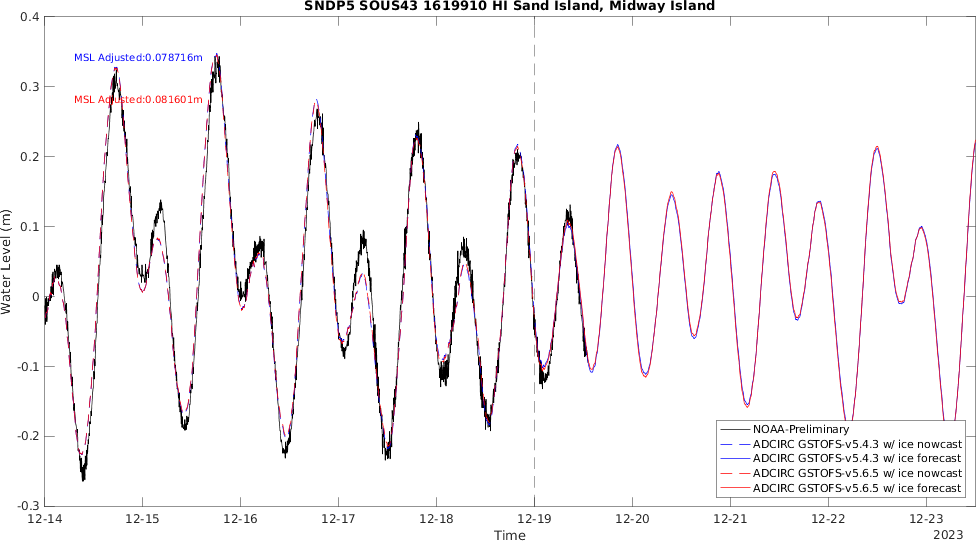 SNDP5 SOUS43 1619910 HI Sand Island, Midway Island
0.4
0.3
0.2
0.1
0
-0.1
-0.2
-0.3
Water Level (m)
MSL Adjusted:0.078716m
MSL Adjusted:0.081601m
NOAA-Preliminary
ADCIRC GSTOFS-v5.4.3 w/ ice nowcast
ADCIRC GSTOFS-v5.4.3 w/ ice forecast
ADCIRC GSTOFS-v5.6.5 w/ ice nowcast
ADCIRC GSTOFS-v5.6.5 w/ ice forecast
12-14 12-15 12-16 12-17 12-18 12-19 12-20 12-21 12-22 12-23
Time
2023